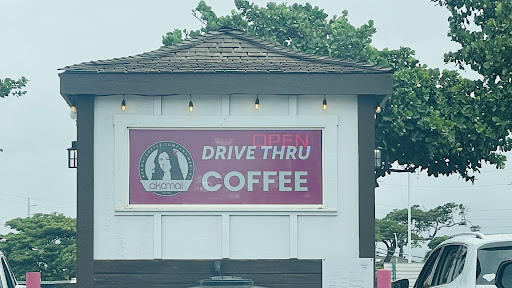 OPEN
DRIVE THRU
COFFEE
akamai